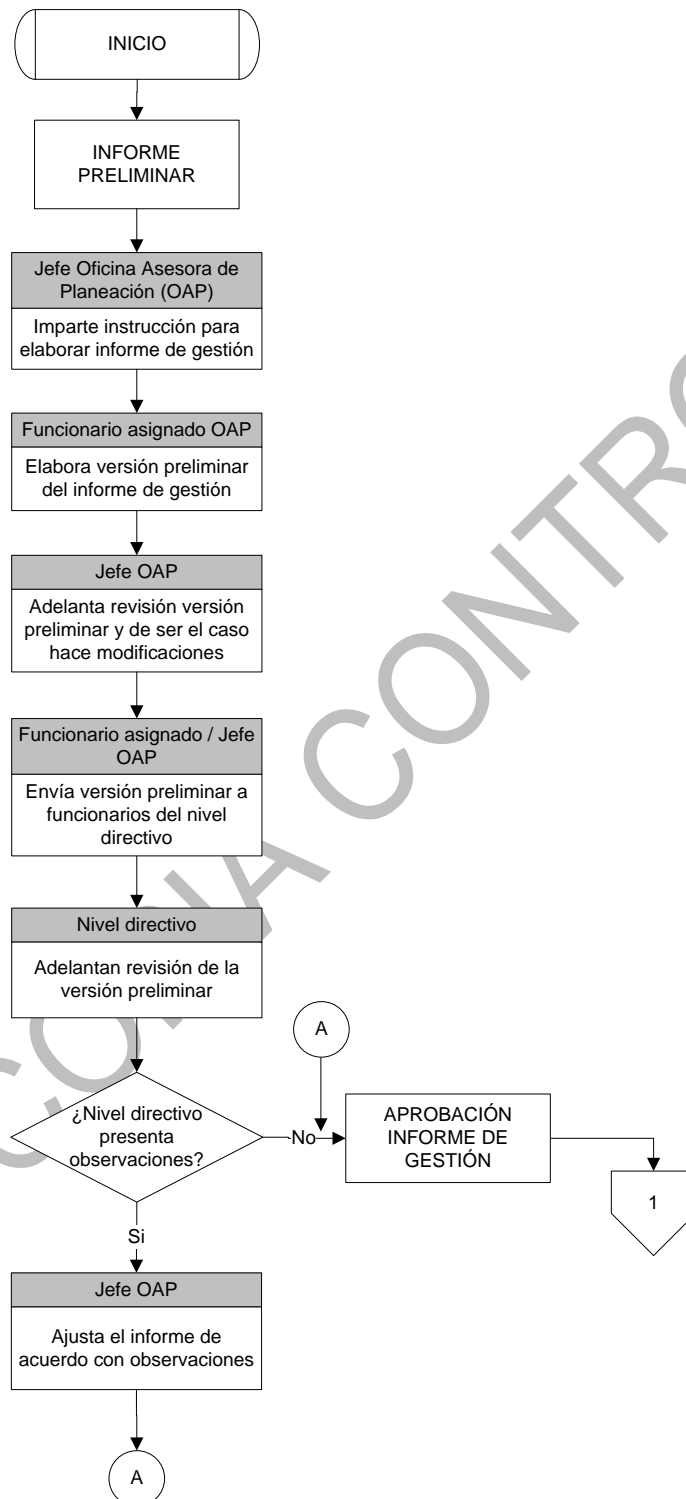 INICIO
INFORME
PRELIMINAR
Jefe Oficina Asesora de
Planeación (OAP)
Imparte instrucción para
elaborar informe de gestión
Funcionario asignado OAP
Elabora versión preliminar
del informe de gestión
Jefe OAP
Adelanta revisión versión
preliminar y de ser el caso
hace modificaciones
Funcionario asignado / Jefe
OAP
Envía versión preliminar a
funcionarios del nivel
directivo
Nivel directivo
Adelantan revisión de la
versión preliminar
A
¿Nivel directivo
presenta
observaciones?
No
APROBACIÓN
INFORME DE
GESTIÓN
1
Si
Jefe OAP
Ajusta el informe de
acuerdo con observaciones
A